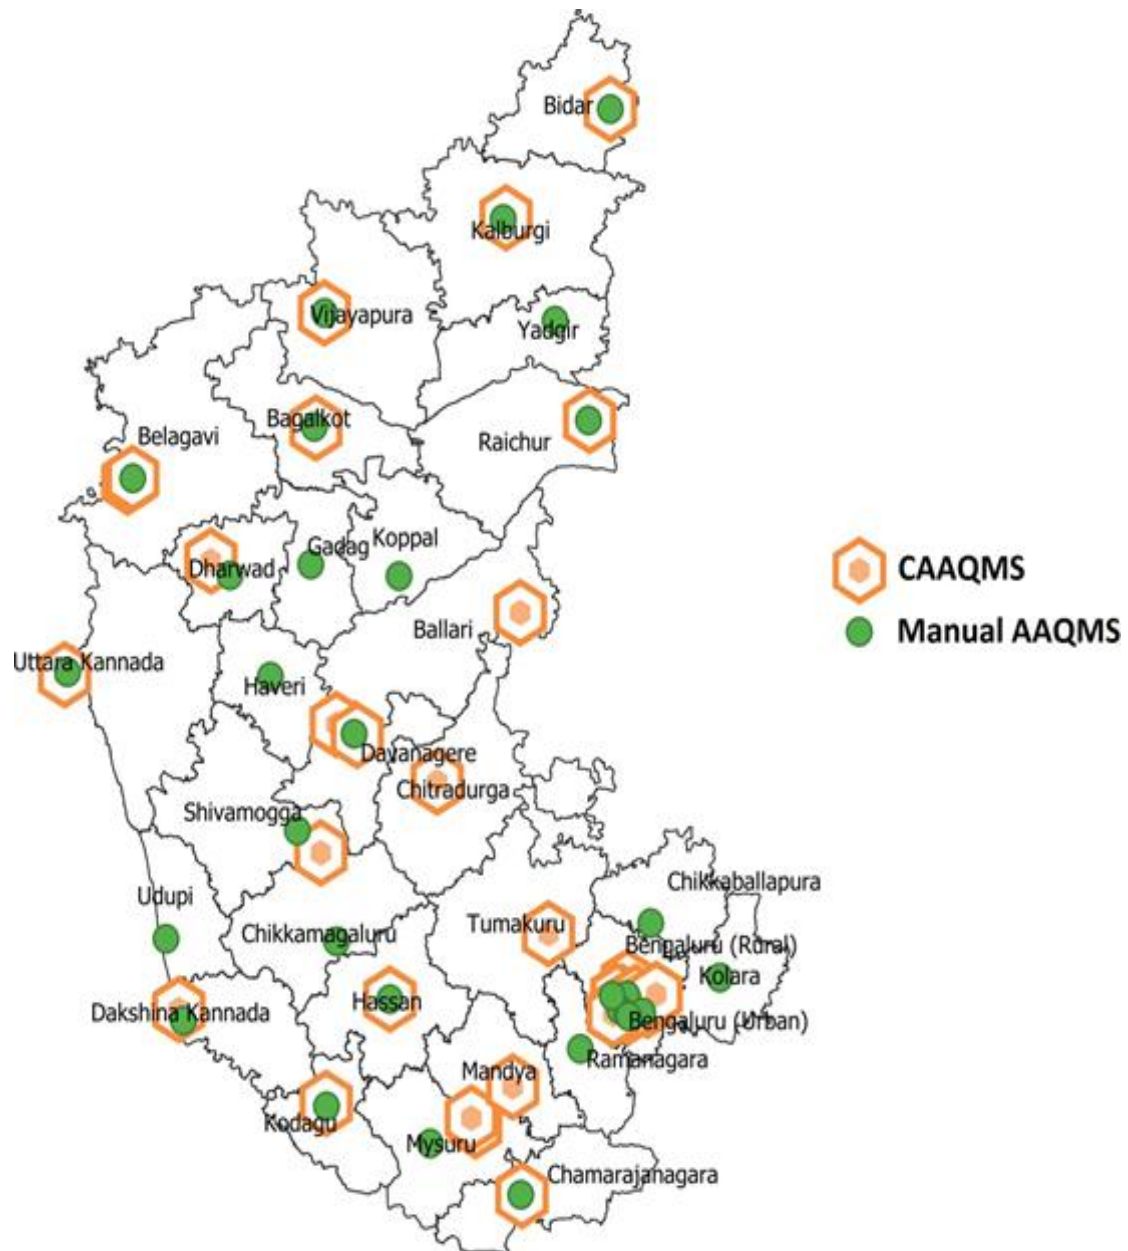 Bidar
Kalburgi
Vijayapura
Yadgir
Bagalkot
Belagavi
Raichur
Gadag
Koppal
Dharwad
CAAQMS
Ballari
Manual AAQMS
Uttara Kannada
Haveri
Davanagere
Chitradurga
Shivamogga
Chikkaballapura
Udupi
Tumakuru
Chikkamagaluru
Bengaluru (Rural)
Kolara
Hassan
Dakshina Kannada
Bengaluru (Urban)
Ramanagara
Mandya
Kodagu
Mysuru
Chamarajanagara